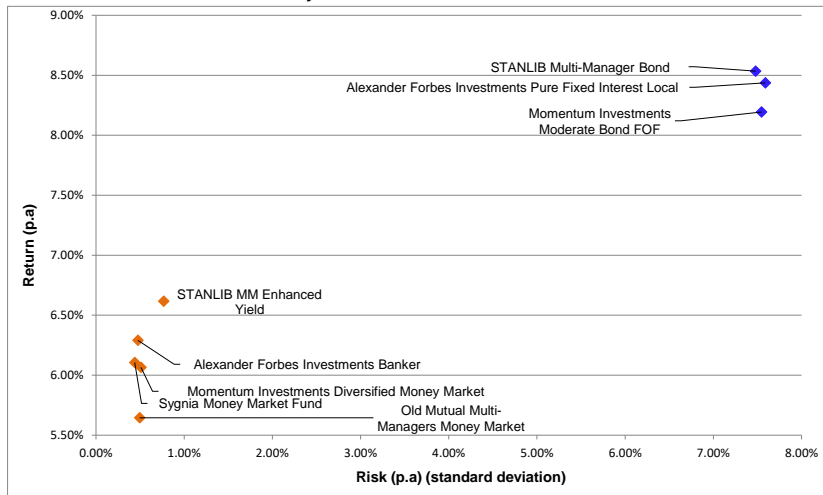 9.00%
STANLIB Multi-Manager Bond
8.50%
Alexander Forbes Investments Pure Fixed Interest Local
Momentum Investments
Moderate Bond FOF
8.00%
7.50%
Return (p.a)
7.00%
STANLIB MM Enhanced
Yield
6.50%
Alexander Forbes Investments Banker
6.00%
Momentum Investments Diversified Money Market
Sygnia Money Market Fund
Old Mutual Multi-
Managers Money Market
5.50%
0.00% 1.00% 2.00% 3.00% 4.00% 5.00% 6.00% 7.00% 8.00%
Risk (p.a) (standard deviation)